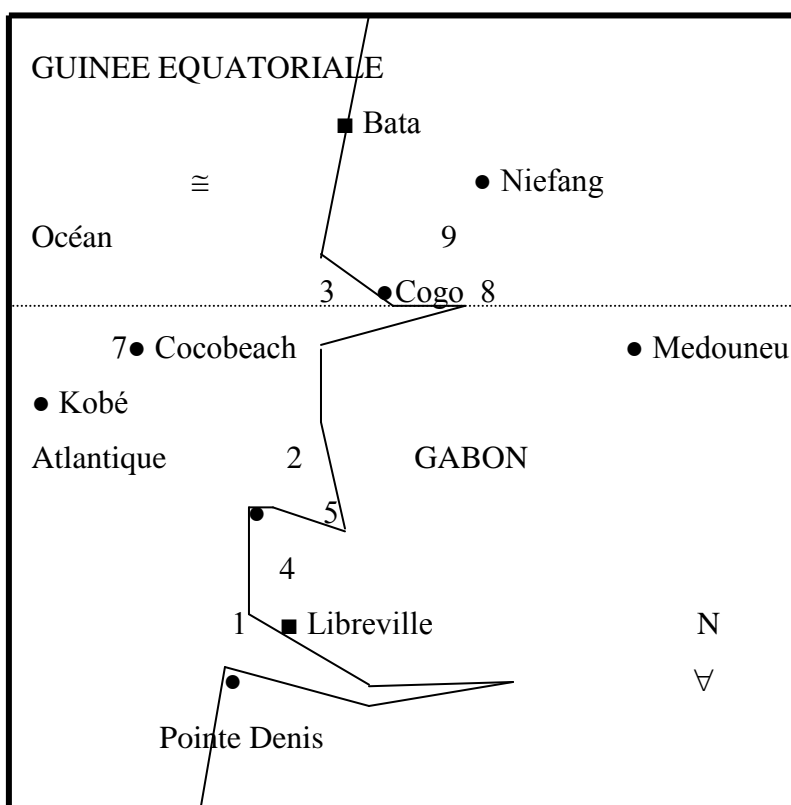 GUINEE EQUATORIALE
■ Bata
≅ ● Niefang
Océan 9
3 ●Cogo 8
7● Cocobeach ● Medouneu
● Kobé
Atlantique 2 GABON
● 5
4
1 ■ Libreville N
● ∀
Pointe Denis